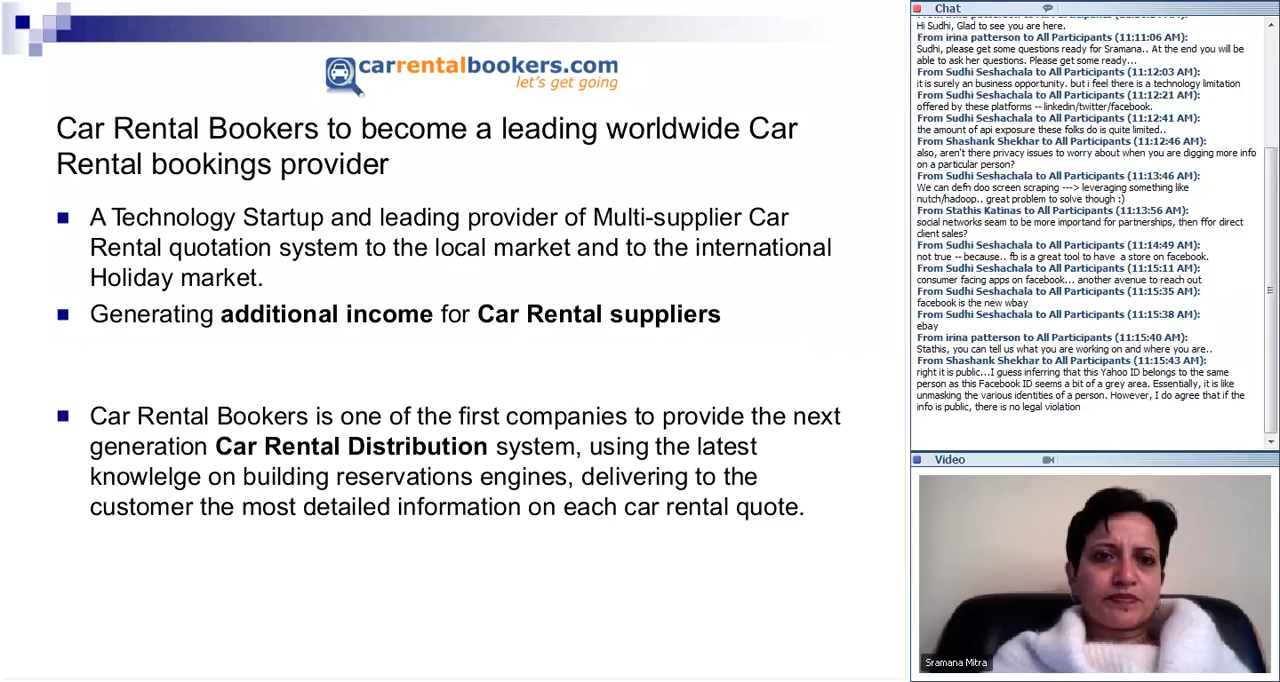 carrentalbookers.com
let's get going
Car Rental Bookers to become a leading worldwide Car
Rental bookings provider
A Technology Startup and leading provider of Multi-supplier Car
Rental quotation system to the local market and to the international
Holiday market.
Generating additional income for Car Rental suppliers
Car Rental Bookers is one of the first companies to provide the next
generation Car Rental Distribution system, using the latest
knowlelge on building reservations engines, delivering to the
customer the most detailed information on each car rental quote.
Chat
Hi Sudhi, Glad to see you are here.
From irina patterson to All Participants (11:11:06 AM):
Sudhi, please get some questions ready for Sramana.. At the end you will be
able to ask her questions. Please get some ready...
From Sudhi Seshachala to All Participants (11:12:03 AM):
it is surely an business opportunity. but i feel there is a technology limitation
From Sudhi Seshachala to All Participants (11:12:21 AM):
offered by these platforms -- linkedin/twitter/facebook.
From Sudhi Seshachala to All Participants (11:12:41 AM):
the amount of api exposure these folks do is quite limited..
From Shashank Shekhar to All Participants (11:12:46 AM):
also, aren't there privacy issues to worry about when you are digging more info
on a particular person?
From Sudhi Seshachala to All Participants (11:13:46 AM):
We can defn doo screen scraping ---> leveraging something like
nutch/hadoop.. great problem to solve though :)
From Stathis Katinas to All Participants (11:13:56 AM):
social networks seam to be more importand for partnerships, then ffor direct
client sales?
From Sudhi Seshachala to All Participants (11:14:49 AM):
not true -- because.. fb is a great tool to have a store on facebook.
From Sudhi Seshachala to All Participants (11:15:11 AM):
consumer facing apps on facebook... another avenue to reach out
From Sudhi Seshachala to All Participants (11:15:35 AM):
facebook is the new wbay
From Sudhi Seshachala to All Participants (11:15:38 AM):
ebay
From irina patterson to All Participants (11:15:40 AM):
Stathis, you can tell us what you are working on and where you are..
From Shashank Shekhar to All Participants (11:15:43 AM):
right it is public...I guess inferring that this Yahoo ID belongs to the same
person as this Facebook ID seems a bit of a grey area. Essentially, it is like
unmasking the various identities of a person. However, I do agree that if the
info is public, there is no legal violation
Video
Sramana Mitra